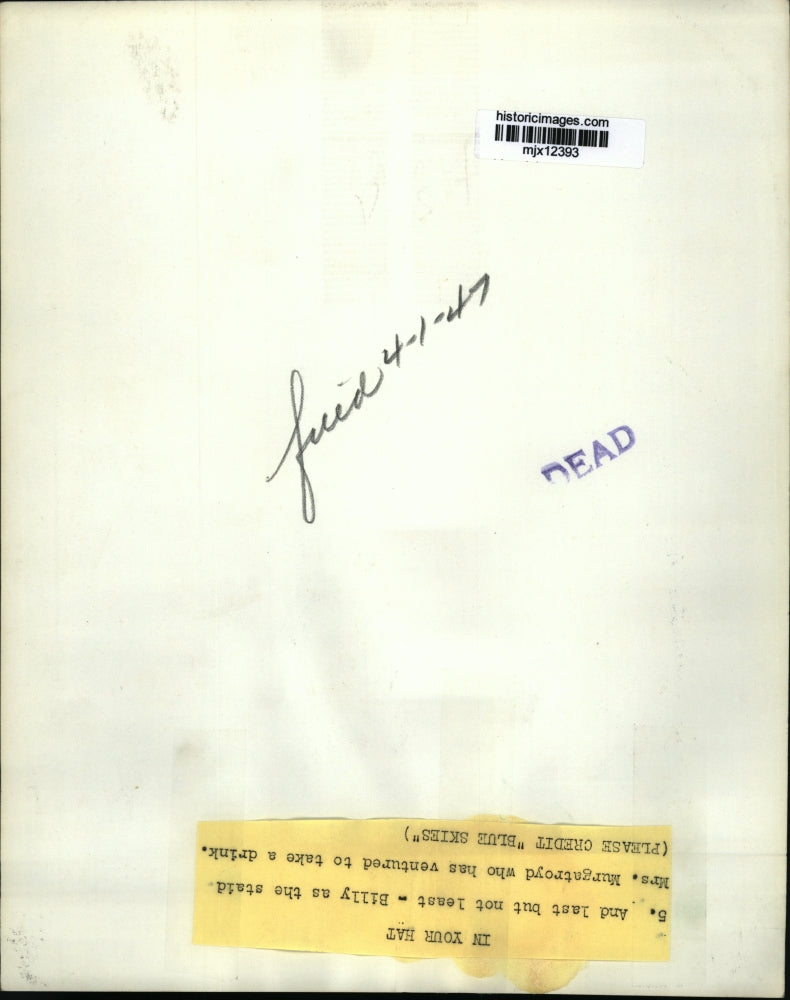 historicimages.com
mjx12393
filed 4-1-47
DEAD
IN YOUR HAT
5. And last but not least - Billy as the staid
Mrs. Murgatroyd who has ventured to take a drink.
(PLEASE CREDIT "BLUE SKIES")